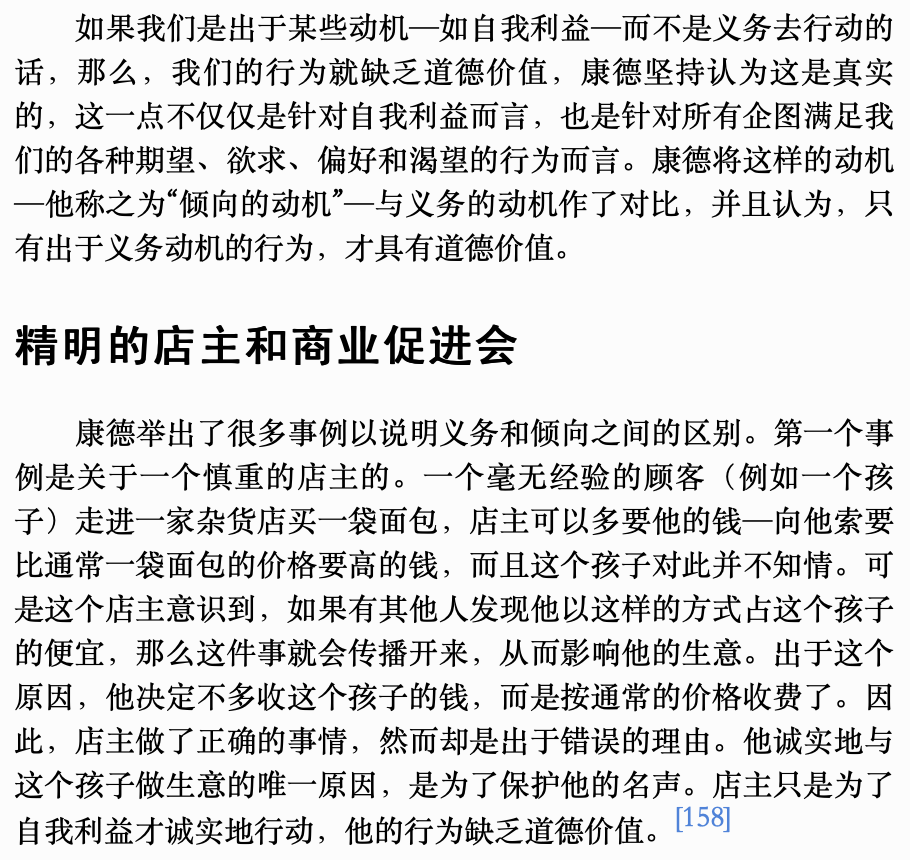 如果我们是出于某些动机—如自我利益—而不是义务去行动的
话，那么，我们的行为就缺乏道德价值，康德坚持认为这是真实
的，这一点不仅仅是针对自我利益而言，也是针对所有企图满足我
们的各种期望、欲求、偏好和渴望的行为而言。康德将这样的动机
—他称之为“倾向的动机”—与义务的动机作了对比，并且认为，只
有出于义务动机的行为，才具有道德价值。
精明的店主和商业促进会
康德举出了很多事例以说明义务和倾向之间的区别。第一个事
例是关于一个慎重的店主的。一个毫无经验的顾客（例如一个孩
子）走进一家杂货店买一袋面包，店主可以多要他的钱—向他索要
比通常一袋面包的价格要高的钱，而且这个孩子对此并不知情。可
是这个店主意识到，如果有其他人发现他以这样的方式占这个孩子
的便宜，那么这件事就会传播开来，从而影响他的生意。出于这个
原因，他决定不多收这个孩子的钱，而是按通常的价格收费了。因
此，店主做了正确的事情，然而却是出于错误的理由。他诚实地与
这个孩子做生意的唯一原因，是为了保护他的名声。店主只是为了
自我利益才诚实地行动，他的行为缺乏道德价值。[158]